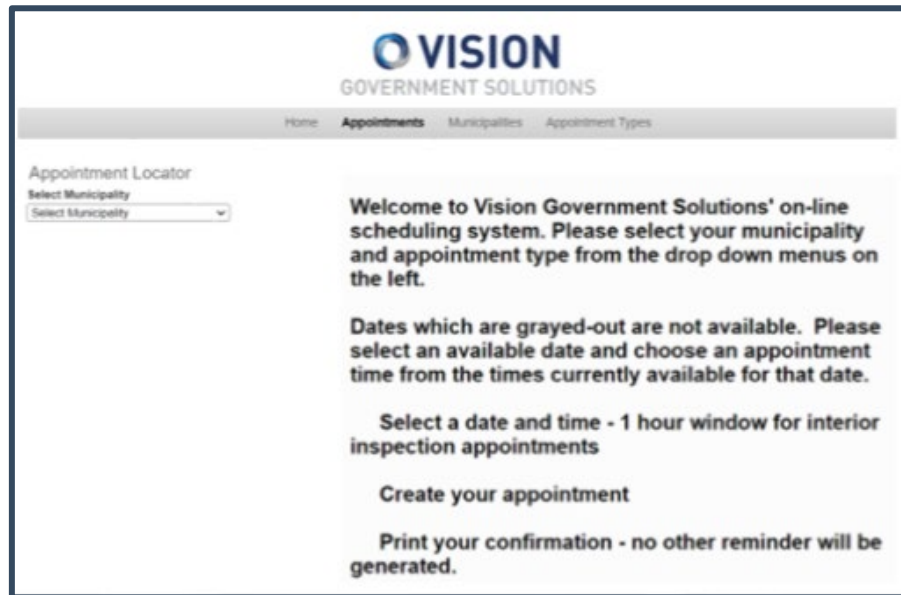 VISION
GOVERNMENT SOLUTIONS
Home Appointments Municipalities Appointment Types
Appointment Locator
Select Municipality
Select Municipality
Welcome to Vision Government Solutions' on-line
scheduling system. Please select your municipality
and appointment type from the drop down menus on
the left.
Dates which are grayed-out are not available. Please
select an available date and choose an appointment
time from the times currently available for that date.
Select a date and time - 1 hour window for interior
inspection appointments
Create your appointment
Print your confirmation - no other reminder will be
generated.